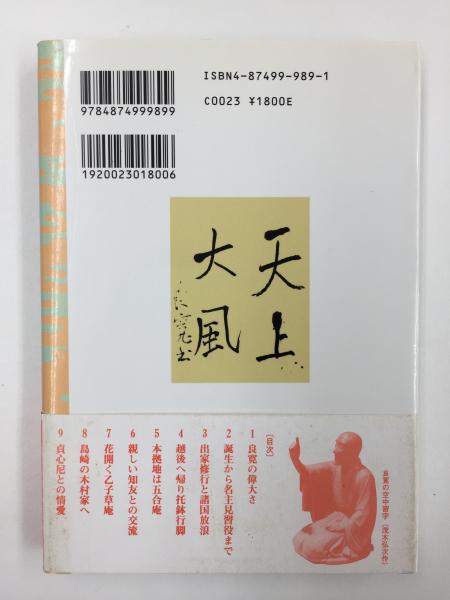 ISBN4-87499-989-1
9784874999899
C0023 ¥1800E
1920023018006
天上
大風
良寛書
[目次]
1 良寛の偉大さ
2 誕生から名主見習役まで
3 出家修行と諸国放浪
4 越後へ帰り托鉢行脚
5 本拠地は五合庵
6 親しい知友との交流
7 花開く乙子草庵
8 島崎の木村家へ
9 貞心尼との情愛
良寛の空中習字(茂木弘次作)